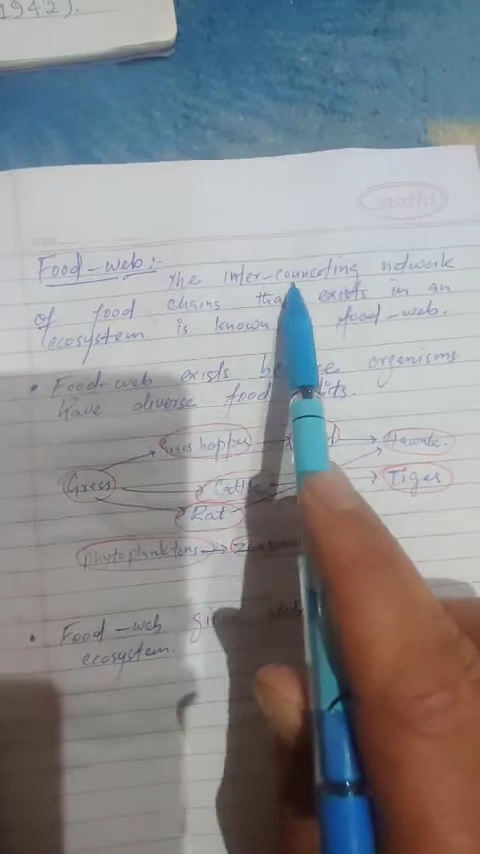 1942).
Saathi
Food-web:-
The inter-connecting network
of food chains exists in an
ecosystem is known food-web.
• Food-web exists organisms
have diverse food
Grasshopper Hawk
Grass Cattle Tiger
Rat
Phytoplanktons
• Food-web
ecosystem.